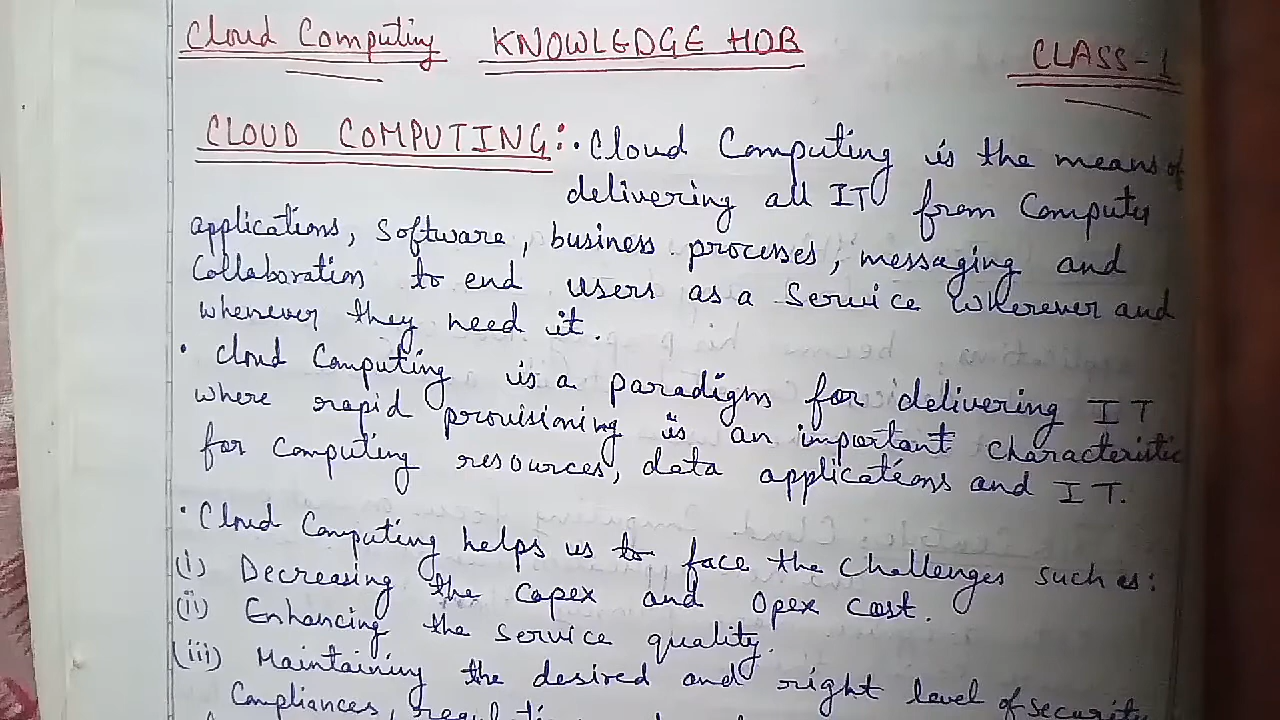 Cloud Computing KNOWLEDGE HUB CLASS-1
CLOUD COMPUTING:· Cloud Computing is the means of
delivering all IT from Computer
applications, Software, business processes, messaging and
Collaboration to end users as a Service Wherever and
whenever they need it.
· Cloud Computing is a paradigm for delivering IT
where rapid provisioning is an important characteristic
for Computing resources, data applications and IT.
· Cloud Computing helps us to face the challenges such as:
(i) Decreasing the Capex and Opex Cost.
(ii) Enhancing the service quality.
(iii) Maintaining the desired and right level of security
Compliances,